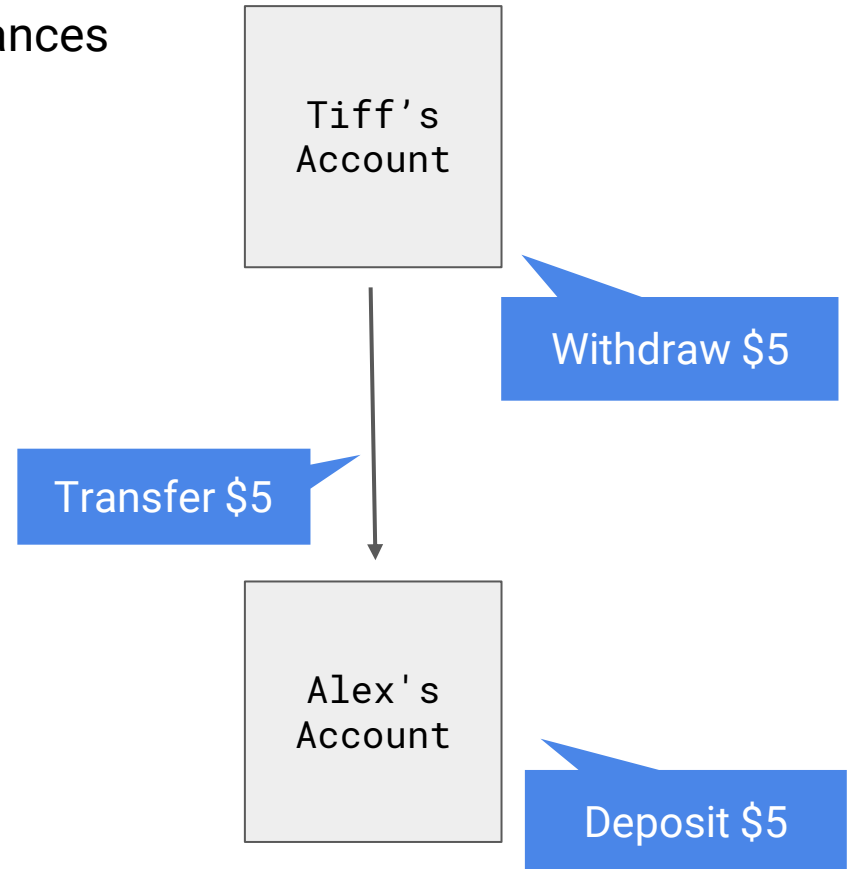 ances
Tiff’s
Account
Withdraw $5
Transfer $5
Alex's
Account
Deposit $5